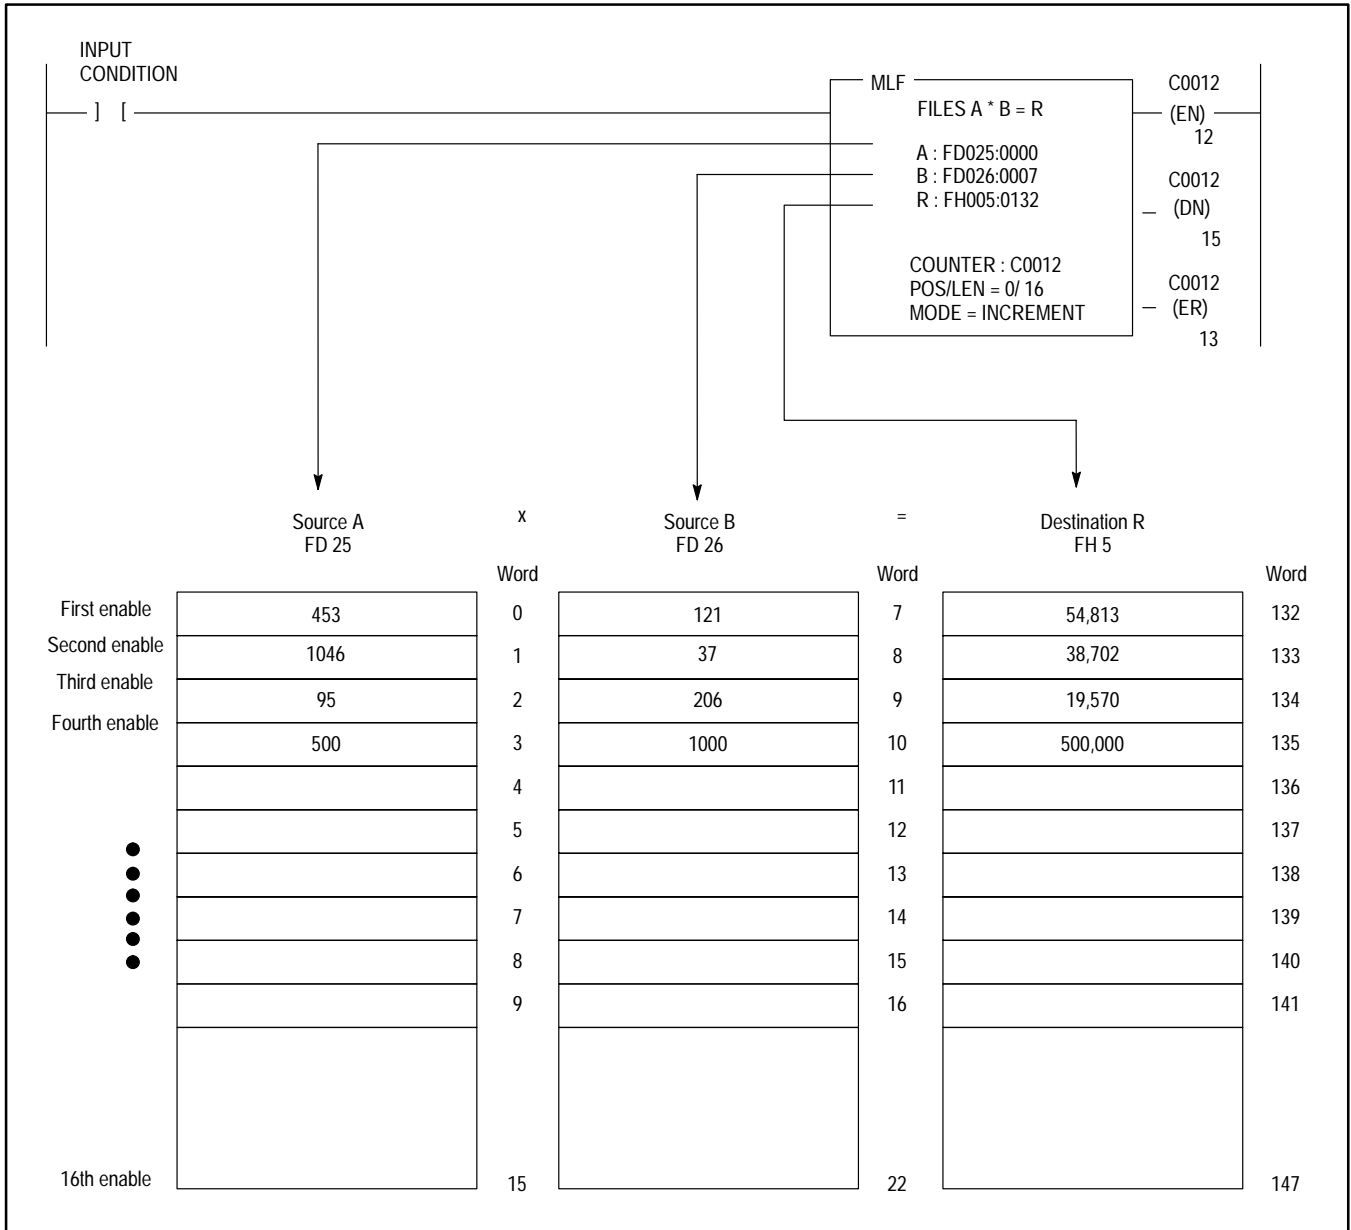 INPUT
CONDITION
] [
MLF
FILES A * B = R
A : FD025:0000
B : FD026:0007
R : FH005:0132
COUNTER : C0012
POS/LEN = 0/ 16
MODE = INCREMENT
C0012
(EN)
12
C0012
(DN)
15
C0012
(ER)
13
Source A x Source B = Destination R
FD 25 FD 26 FH 5
Word Word Word
First enable 453 0 121 7 54,813 132
Second enable 1046 1 37 8 38,702 133
Third enable 95 2 206 9 19,570 134
Fourth enable 500 3 1000 10 500,000 135
4 11 136
5 12 137
6 13 138
7 14 139
8 15 140
9 16 141
16th enable 15 22 147